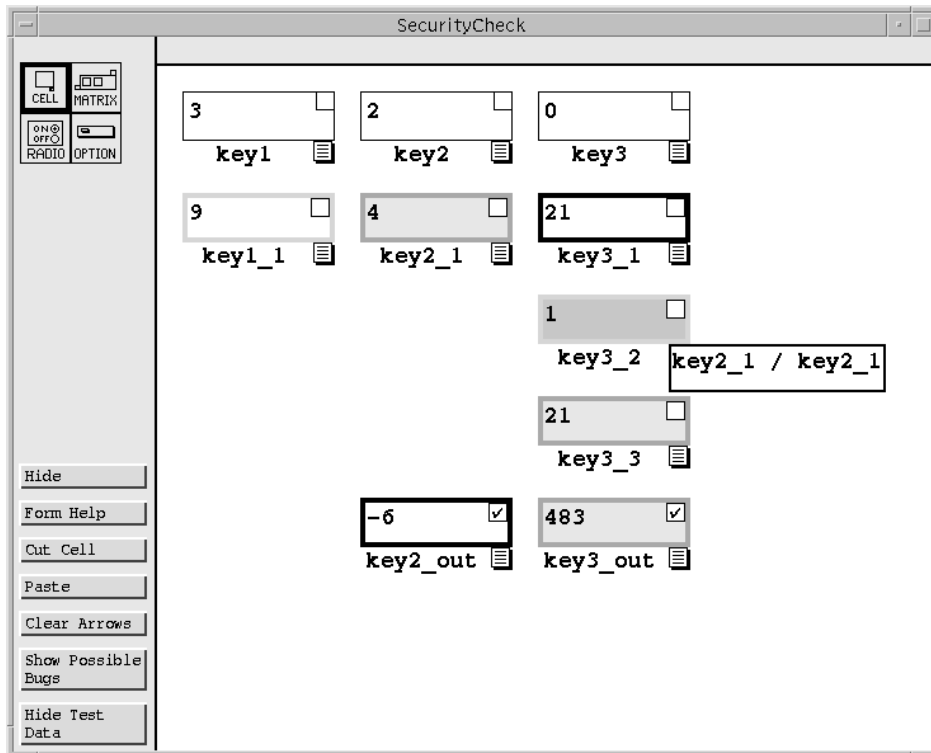 SecurityCheck
CELL MATRIX
ON
OFF
RADIO OPTION
3 2 0
key1 key2 key3
9 4 21
key1_1 key2_1 key3_1
1
key3_2
key2_1 / key2_1
21
key3_3
-6 483
key2_out key3_out
Hide
Form Help
Cut Cell
Paste
Clear Arrows
Show Possible
Bugs
Hide Test
Data